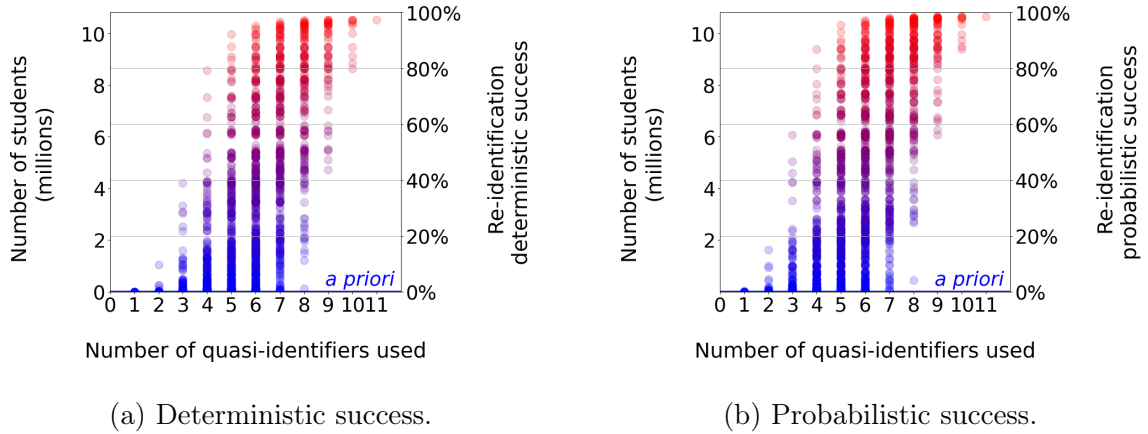 Number of students
(millions)
10
8
6
4
2
0
100%
80%
60%
40%
20%
0%
Re-identification
deterministic success
a priori
0 1 2 3 4 5 6 7 8 9 1011
Number of quasi-identifiers used
(a) Deterministic success.
Number of students
(millions)
10
8
6
4
2
100%
80%
60%
40%
20%
0%
Re-identification
probabilistic success
a priori
0 1 2 3 4 5 6 7 8 9 1011
Number of quasi-identifiers used
(b) Probabilistic success.